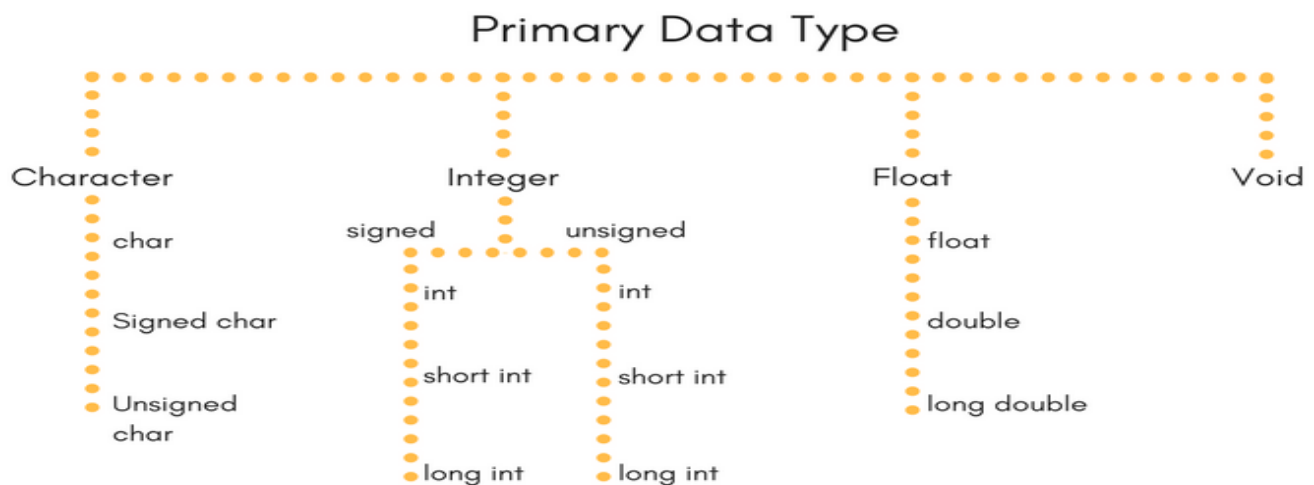 Primary Data Type
Character
Integer
Float
Void
char
Signed char
Unsigned
char
signed
unsigned
int
short int
long int
int
short int
long int
float
double
long double